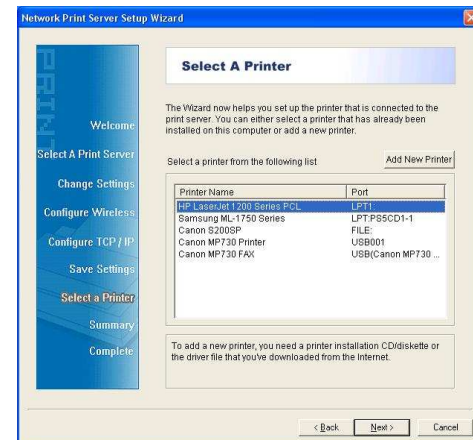 Network Print Server Setup Wizard
PRINT
Select A Printer
Welcome
Select A Print Server
Change Settings
Configure Wireless
Configure TCP / IP
Save Settings
Select a Printer
Summary
Complete
The Wizard now helps you set up the printer that is connected to the
print server. You can either select a printer that has already been
installed on this computer or add a new printer.
Select a printer from the following list
Add New Printer
Printer Name Port
HP LaserJet 1200 Series PCL LPT1:
Samsung ML-1750 Series LPT:PS5CD1-1
Canon S200SP FILE:
Canon MP730 Printer USB001
Canon MP730 FAX USB(Canon MP730 ...
To add a new printer, you need a printer installation CD/diskette or
the driver file that you've downloaded from the Internet.
< Back Next > Cancel